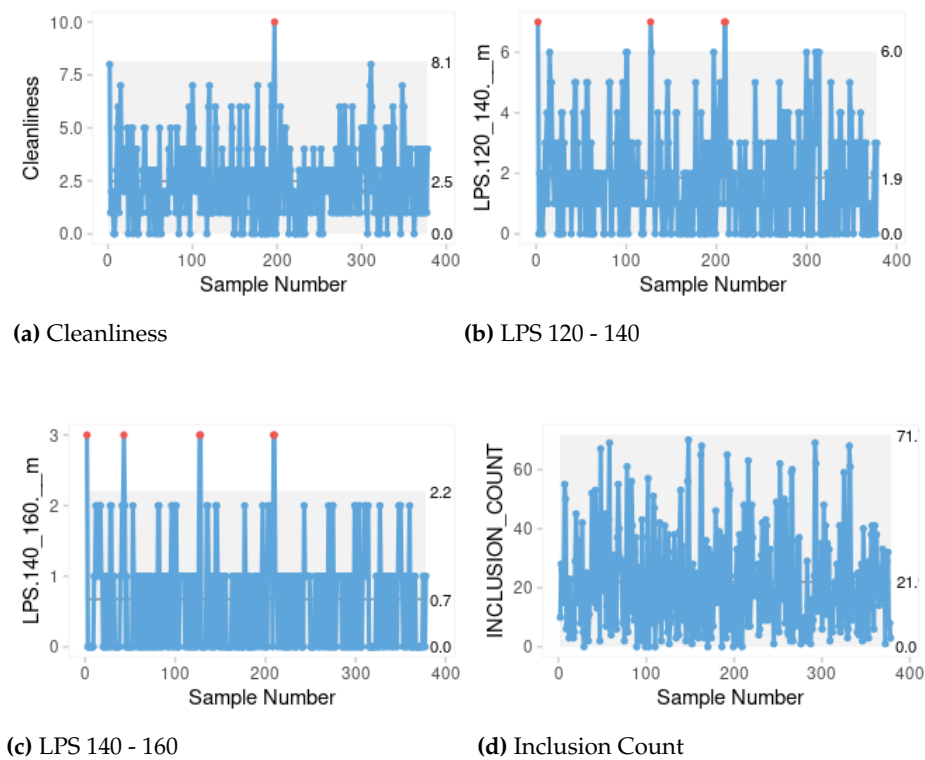 10.0
7.5
5.0
2.5
0.0
Cleanliness
8.1
2.5
0.0
0 100 200 300 400
Sample Number
(a) Cleanliness
6
4
2
0
LPS.120_140.__m
6.0
1.9
0.0
0 100 200 300 400
Sample Number
(b) LPS 120 - 140
3
2
1
0
LPS.140_160.__m
2.2
0.7
0.0
0 100 200 300 400
Sample Number
(c) LPS 140 - 160
60
40
20
0
INCLUSION_COUNT
71.
21.
0.0
0 100 200 300 400
Sample Number
(d) Inclusion Count